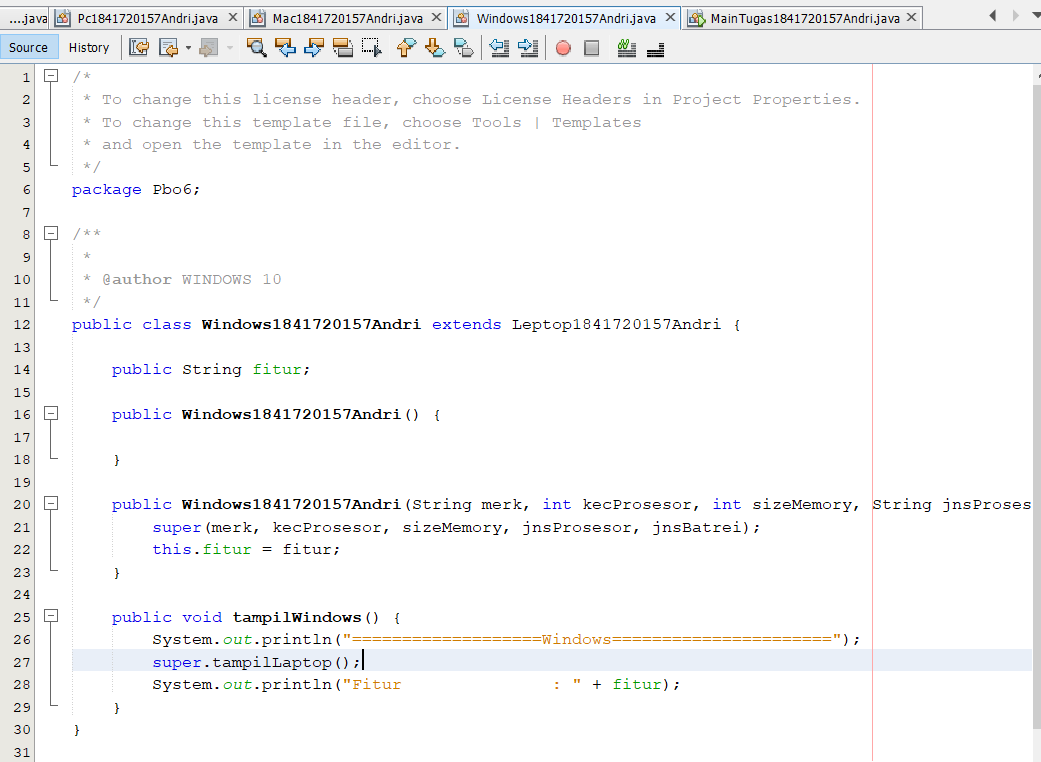 ....java Pc1841720157Andri.java Mac1841720157Andri.java Windows1841720157Andri.java MainTugas1841720157Andri.java
Source History
1 /*
2 * To change this license header, choose License Headers in Project Properties.
3 * To change this template file, choose Tools | Templates
4 * and open the template in the editor.
5 */
6 package Pbo6;
7
8 /**
9 *
10 * @author WINDOWS 10
11 */
12 public class Windows1841720157Andri extends Leptop1841720157Andri {
13
14 public String fitur;
15
16 public Windows1841720157Andri() {
17
18 }
19
20 public Windows1841720157Andri(String merk, int kecProsesor, int sizeMemory, String jnsProses
21 super(merk, kecProsesor, sizeMemory, jnsProsesor, jnsBatrei);
22 this.fitur = fitur;
23 }
24
25 public void tampilWindows() {
26 System.out.println("===================Windows======================");
27 super.tampilLaptop();
28 System.out.println("Fitur               : " + fitur);
29 }
30 }
31